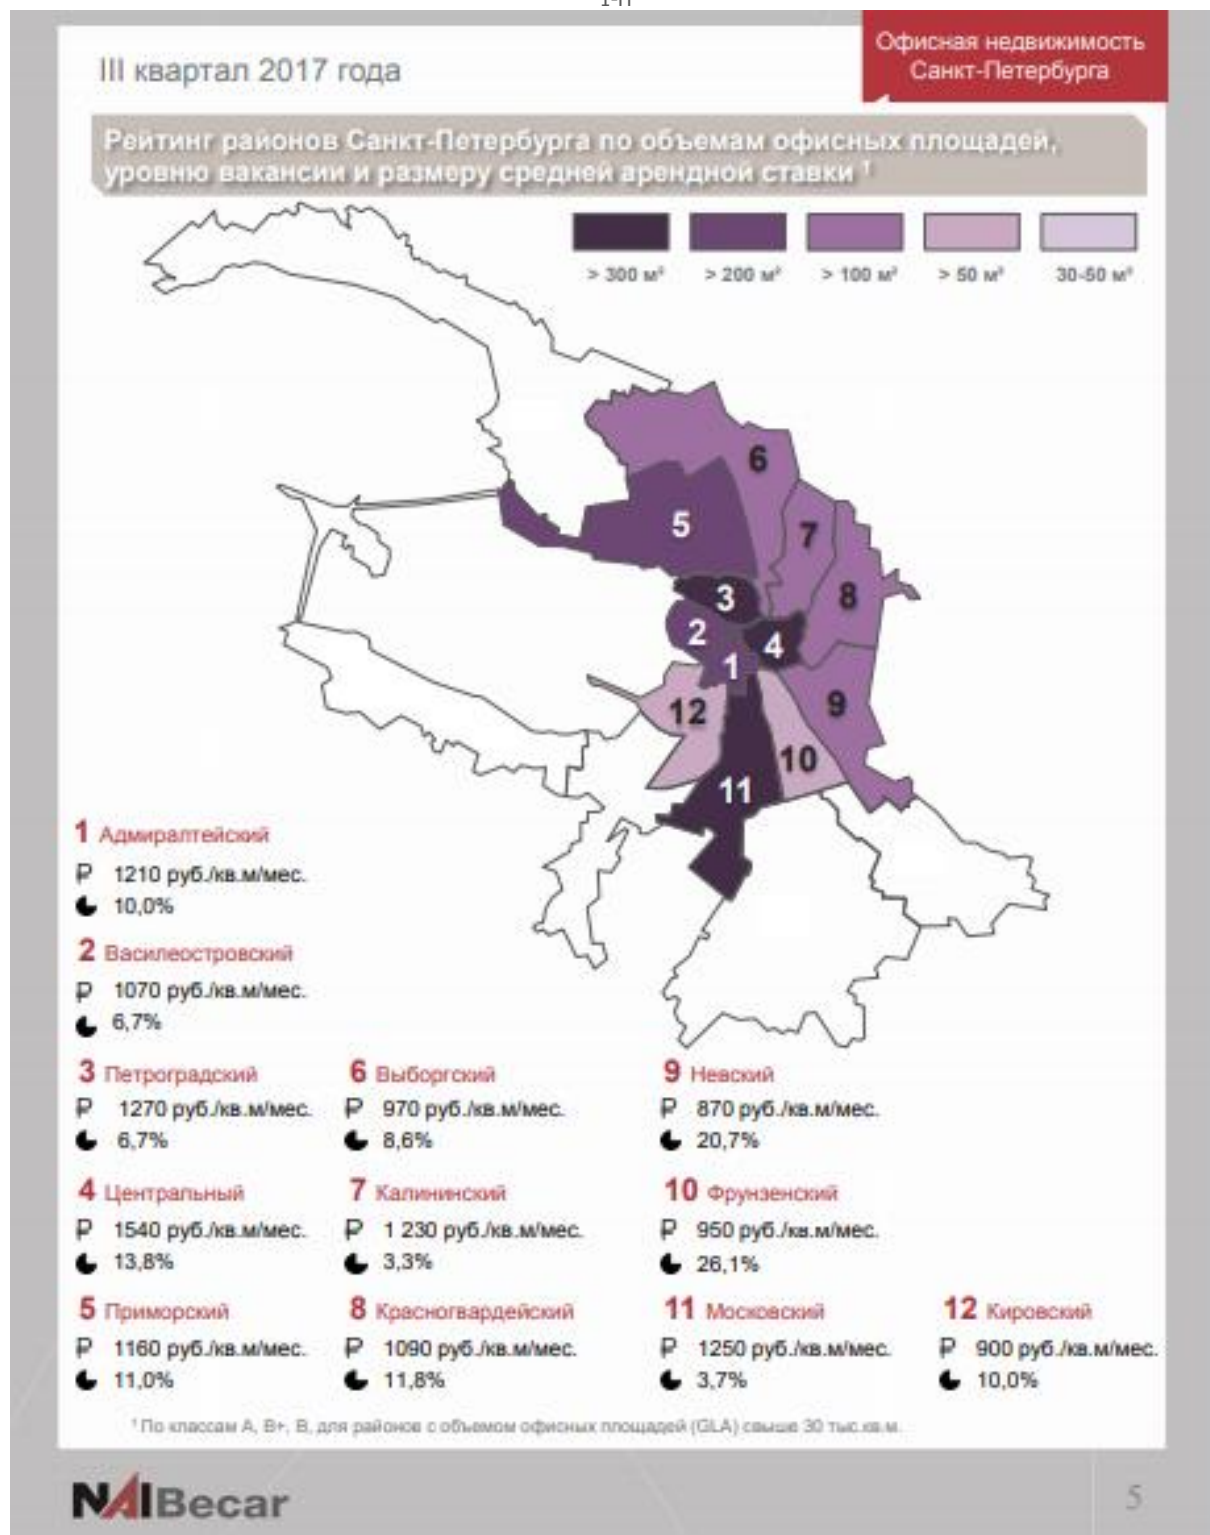 III квартал 2017 года
Офисная недвижимость
Санкт-Петербурга
Рейтинг районов Санкт-Петербурга по объемам офисных площадей,
уровню вакансии и размеру средней арендной ставки ¹
> 300 м² > 200 м² > 100 м² > 50 м² 30-50 м²
6
5
7
3
8
2
4
1
12
9
10
11
1 Адмиралтейский
₽ 1210 руб./кв.м/мес.
10,0%
2 Василеостровский
₽ 1070 руб./кв.м/мес.
6,7%
3 Петроградский
₽ 1270 руб./кв.м/мес.
6,7%
4 Центральный
₽ 1540 руб./кв.м/мес.
13,8%
5 Приморский
₽ 1160 руб./кв.м/мес.
11,0%
6 Выборгский
₽ 970 руб./кв.м/мес.
8,6%
7 Калининский
₽ 1 230 руб./кв.м/мес.
3,3%
8 Красногвардейский
₽ 1090 руб./кв.м/мес.
11,8%
9 Невский
₽ 870 руб./кв.м/мес.
20,7%
10 Фрунзенский
₽ 950 руб./кв.м/мес.
26,1%
11 Московский
₽ 1250 руб./кв.м/мес.
3,7%
12 Кировский
₽ 900 руб./кв.м/мес.
10,0%
¹ По классам А, В+, В, для районов с объемом офисных площадей (GLA) свыше 30 тыс.кв.м.
NAI Becar
5